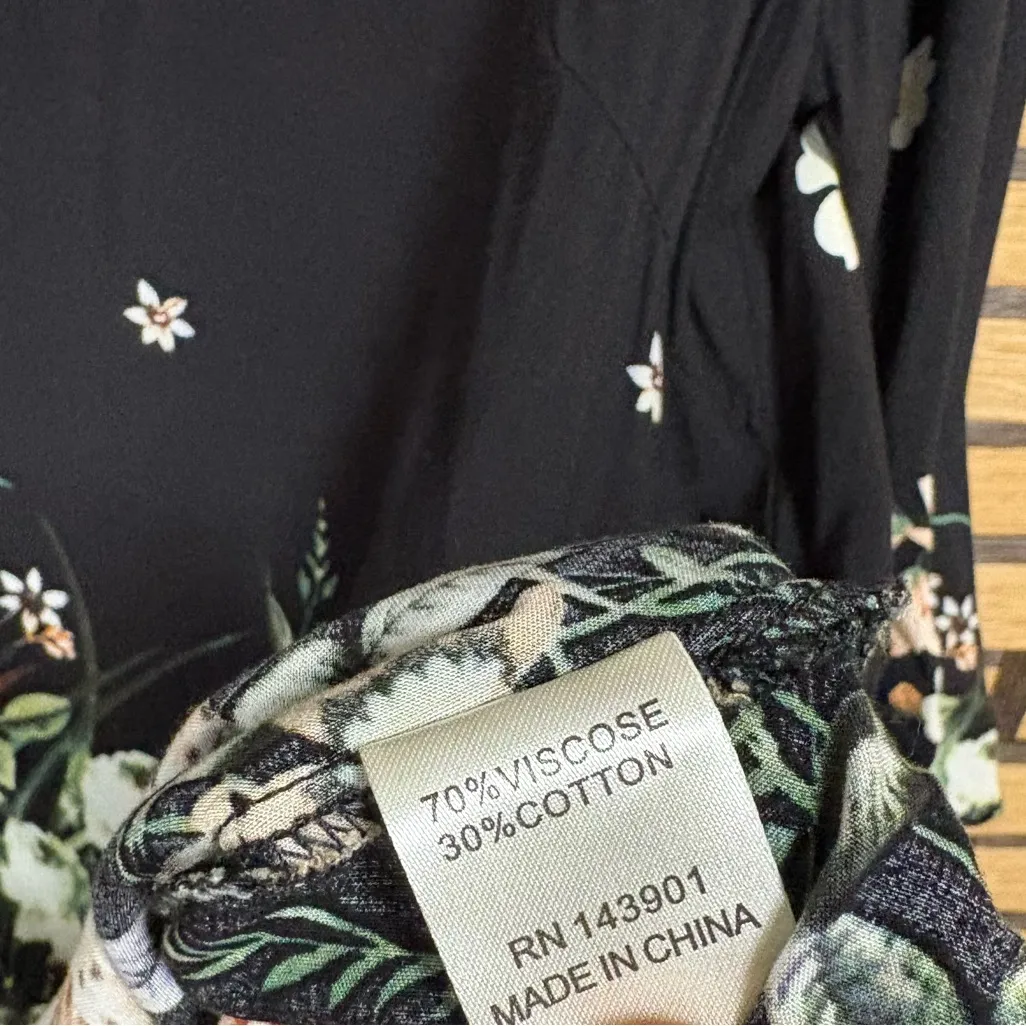 70%VISCOSE
30%COTTON
RN 143901
MADE IN CHINA